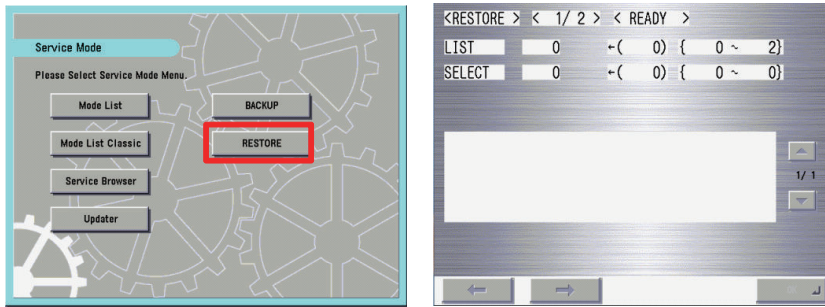 Service Mode
Please Select Service Mode Menu.
Mode List
BACKUP
Mode List Classic
RESTORE
Service Browser
Updater
<RESTORE > < 1/ 2 > < READY >
LIST 0 ←( 0) { 0 ~ 2}
SELECT 0 ←( 0) { 0 ~ 0}
1/ 1